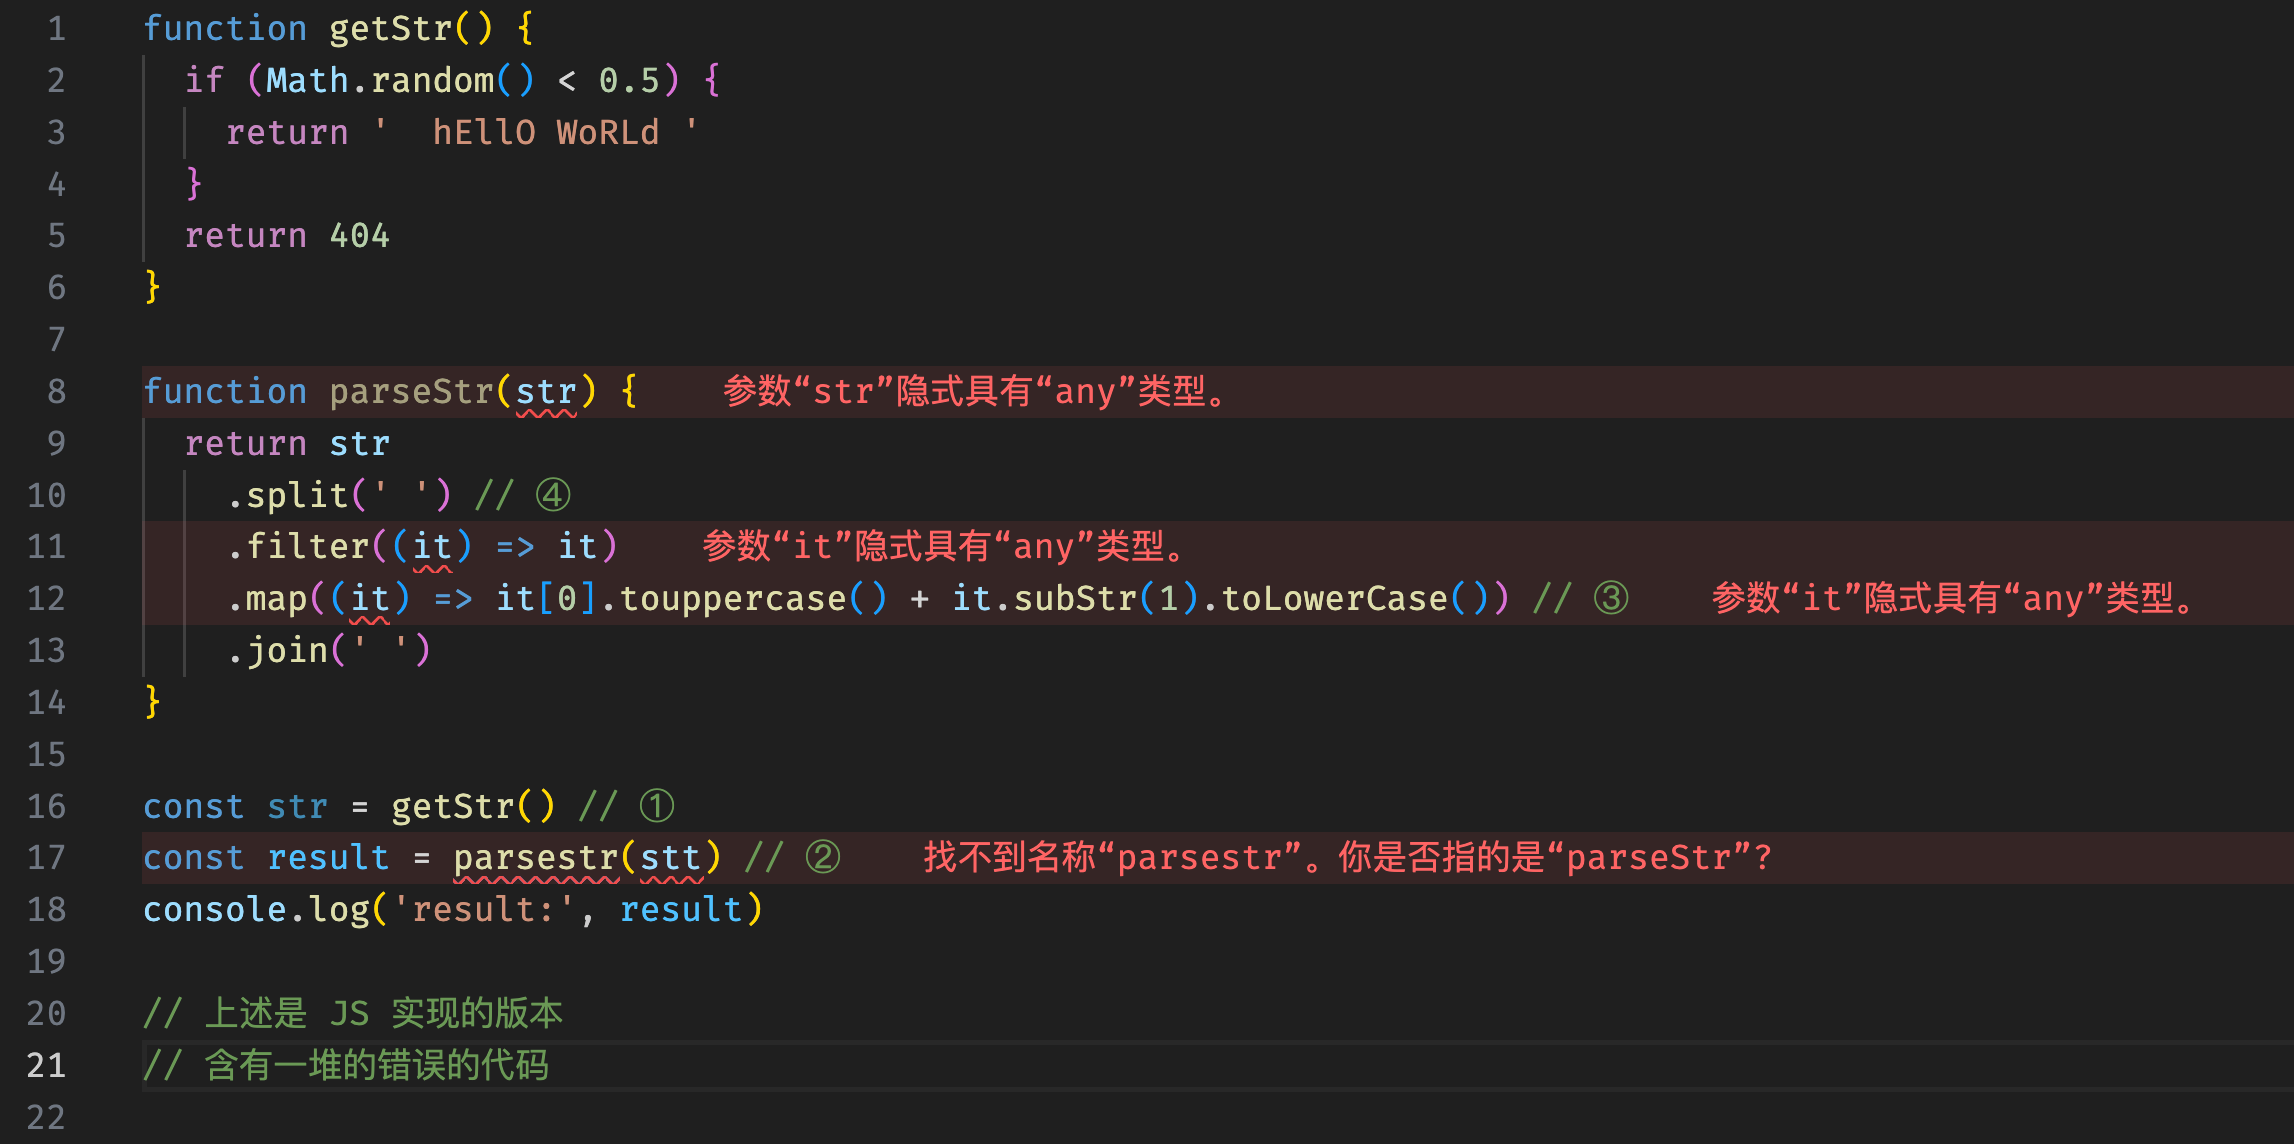 1 function getStr() {
2   if (Math.random() < 0.5) {
3     return '  hEllO WoRLd '
4   }
5   return 404
6 }
7
8 function parseStr(str) {    参数“str”隐式具有“any”类型。
9   return str
10     .split(' ') // ④
11     .filter((it) => it)    参数“it”隐式具有“any”类型。
12     .map((it) => it[0].touppercase() + it.subStr(1).toLowerCase()) // ③    参数“it”隐式具有“any”类型。
13     .join(' ')
14 }
15
16 const str = getStr() // ①
17 const result = parsestr(stt) // ②    找不到名称“parsestr”。你是否指的是“parseStr”?
18 console.log('result:', result)
19
20 // 上述是 JS 实现的版本
21 // 含有一堆的错误的代码
22